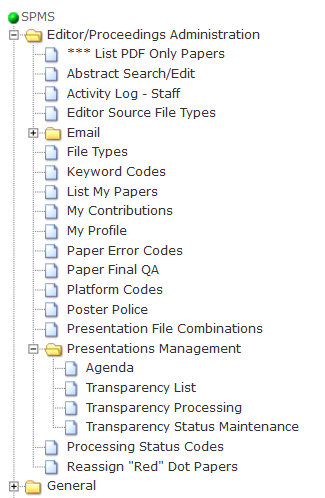 SPMS
Editor/Proceedings Administration
*** List PDF Only Papers
Abstract Search/Edit
Activity Log - Staff
Editor Source File Types
Email
File Types
Keyword Codes
List My Papers
My Contributions
My Profile
Paper Error Codes
Paper Final QA
Platform Codes
Poster Police
Presentation File Combinations
Presentations Management
Agenda
Transparency List
Transparency Processing
Transparency Status Maintenance
Processing Status Codes
Reassign "Red" Dot Papers
General